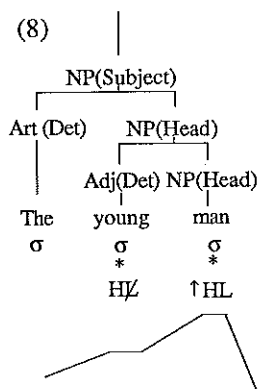 (8)
NP(Subject)
Art (Det) NP(Head)
Adj(Det) NP(Head)
The young man
σ σ σ
* *
HL̸ ↑HL